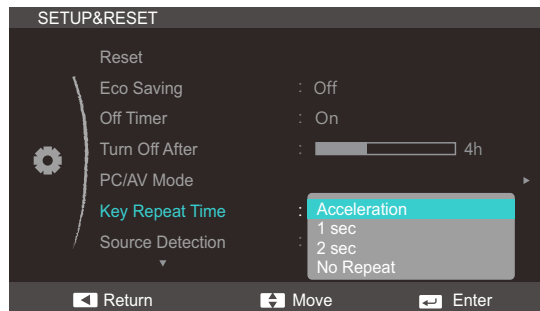 SETUP&RESET
Reset
Eco Saving : Off
Off Timer : On
Turn Off After : 4h
PC/AV Mode
Key Repeat Time : Acceleration
1 sec
Source Detection : 2 sec
No Repeat
Return Move Enter